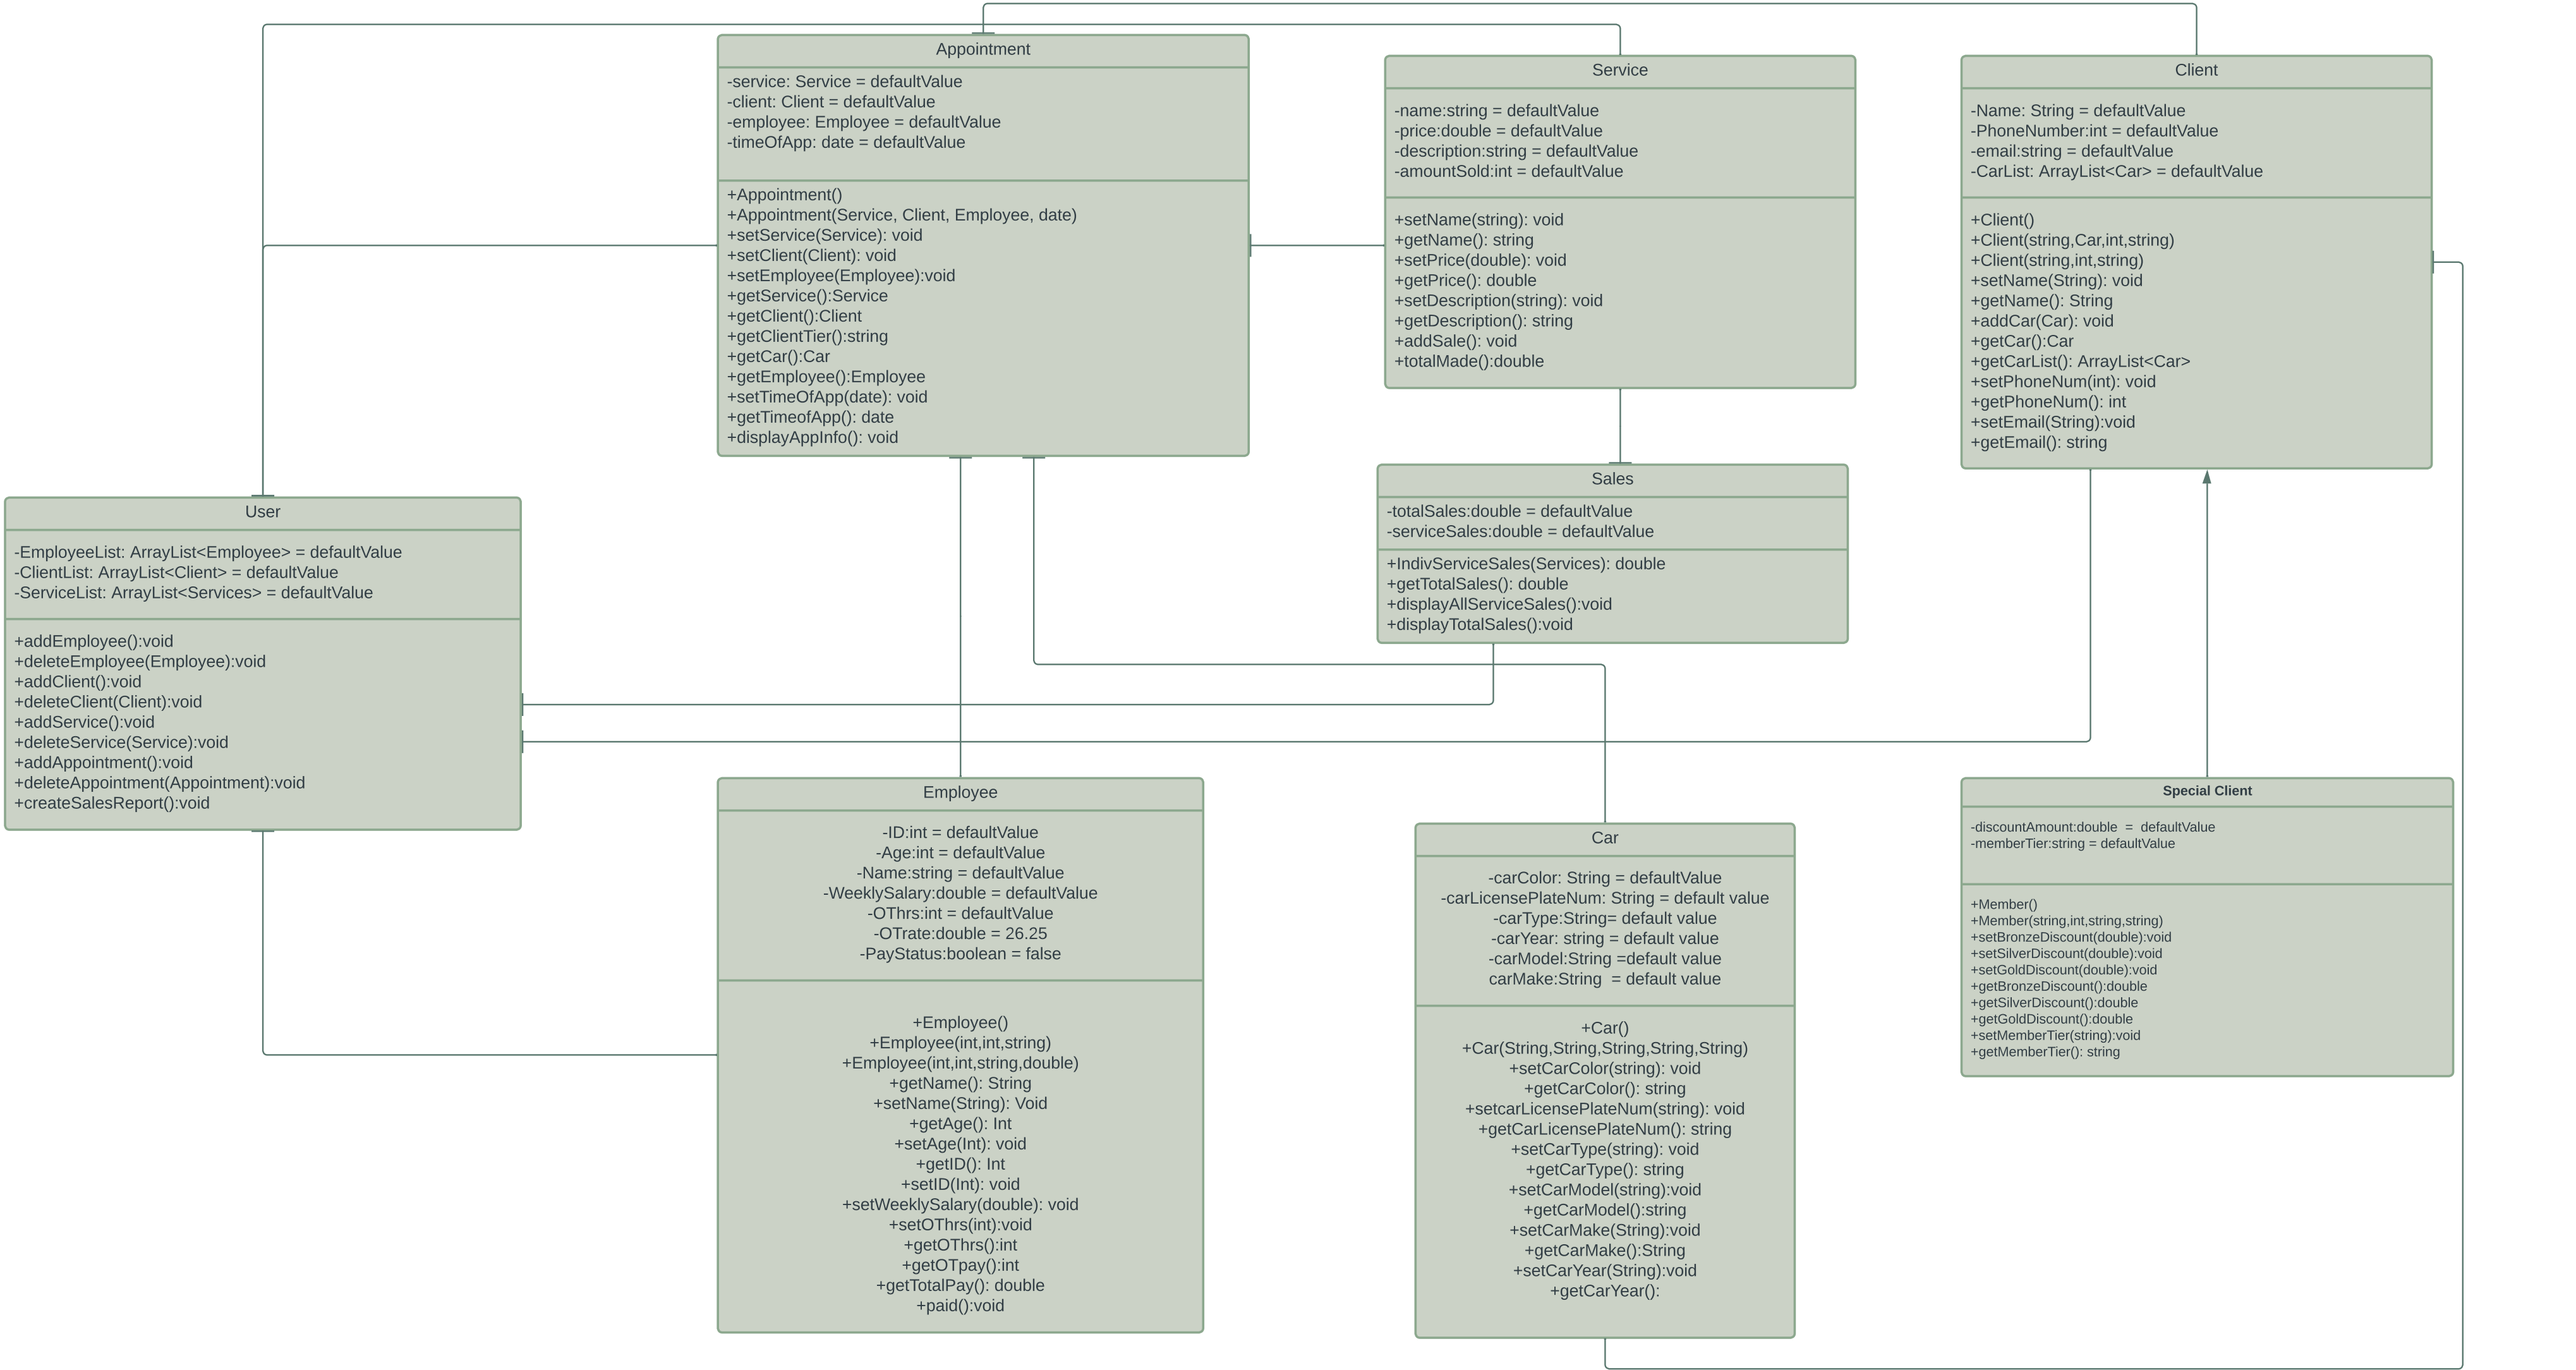 Appointment
-service: Service = defaultValue
-client: Client = defaultValue
-employee: Employee = defaultValue
-timeOfApp: date = defaultValue
+Appointment()
+Appointment(Service, Client, Employee, date)
+setService(Service): void
+setClient(Client): void
+setEmployee(Employee):void
+getService():Service
+getClient():Client
+getClientTier():string
+getCar():Car
+getEmployee():Employee
+setTimeOfApp(date): void
+getTimeofApp(): date
+displayAppInfo(): void
Service
-name:string = defaultValue
-price:double = defaultValue
-description:string = defaultValue
-amountSold:int = defaultValue
+setName(string): void
+getName(): string
+setPrice(double): void
+getPrice(): double
+setDescription(string): void
+getDescription(): string
+addSale(): void
+totalMade():double
Client
-Name: String = defaultValue
-PhoneNumber:int = defaultValue
-email:string = defaultValue
-CarList: ArrayList<Car> = defaultValue
+Client()
+Client(string,Car,int,string)
+Client(string,int,string)
+setName(String): void
+getName(): String
+addCar(Car): void
+getCar():Car
+getCarList(): ArrayList<Car>
+setPhoneNum(int): void
+getPhoneNum(): int
+setEmail(String):void
+getEmail(): string
Sales
-totalSales:double = defaultValue
-serviceSales:double = defaultValue
+IndivServiceSales(Services): double
+getTotalSales(): double
+displayAllServiceSales():void
+displayTotalSales():void
User
-EmployeeList: ArrayList<Employee> = defaultValue
-ClientList: ArrayList<Client> = defaultValue
-ServiceList: ArrayList<Services> = defaultValue
+addEmployee():void
+deleteEmployee(Employee):void
+addClient():void
+deleteClient(Client):void
+addService():void
+deleteService(Service):void
+addAppointment():void
+deleteAppointment(Appointment):void
+createSalesReport():void
Employee
-ID:int = defaultValue
-Age:int = defaultValue
-Name:string = defaultValue
-WeeklySalary:double = defaultValue
-OThrs:int = defaultValue
-OTrate:double = 26.25
-PayStatus:boolean = false
+Employee()
+Employee(int,int,string)
+Employee(int,int,string,double)
+getName(): String
+setName(String): Void
+getAge(): Int
+setAge(Int): void
+getID(): Int
+setID(Int): void
+setWeeklySalary(double): void
+setOThrs(int):void
+getOThrs():int
+getOTpay():int
+getTotalPay(): double
+paid():void
Car
-carColor: String = defaultValue
-carLicensePlateNum: String = default value
-carType:String= default value
-carYear: string = default value
-carModel:String =default value
carMake:String  = default value
+Car()
+Car(String,String,String,String,String)
+setCarColor(string): void
+getCarColor(): string
+setcarLicensePlateNum(string): void
+getCarLicensePlateNum(): string
+setCarType(string): void
+getCarType(): string
+setCarModel(string):void
+getCarModel():string
+setCarMake(String):void
+getCarMake():String
+setCarYear(String):void
+getCarYear():
Special Client
-discountAmount:double  =  defaultValue
-memberTier:string = defaultValue
+Member()
+Member(string,int,string,string)
+setBronzeDiscount(double):void
+setSilverDiscount(double):void
+setGoldDiscount(double):void
+getBronzeDiscount():double
+getSilverDiscount():double
+getGoldDiscount():double
+setMemberTier(string):void
+getMemberTier(): string